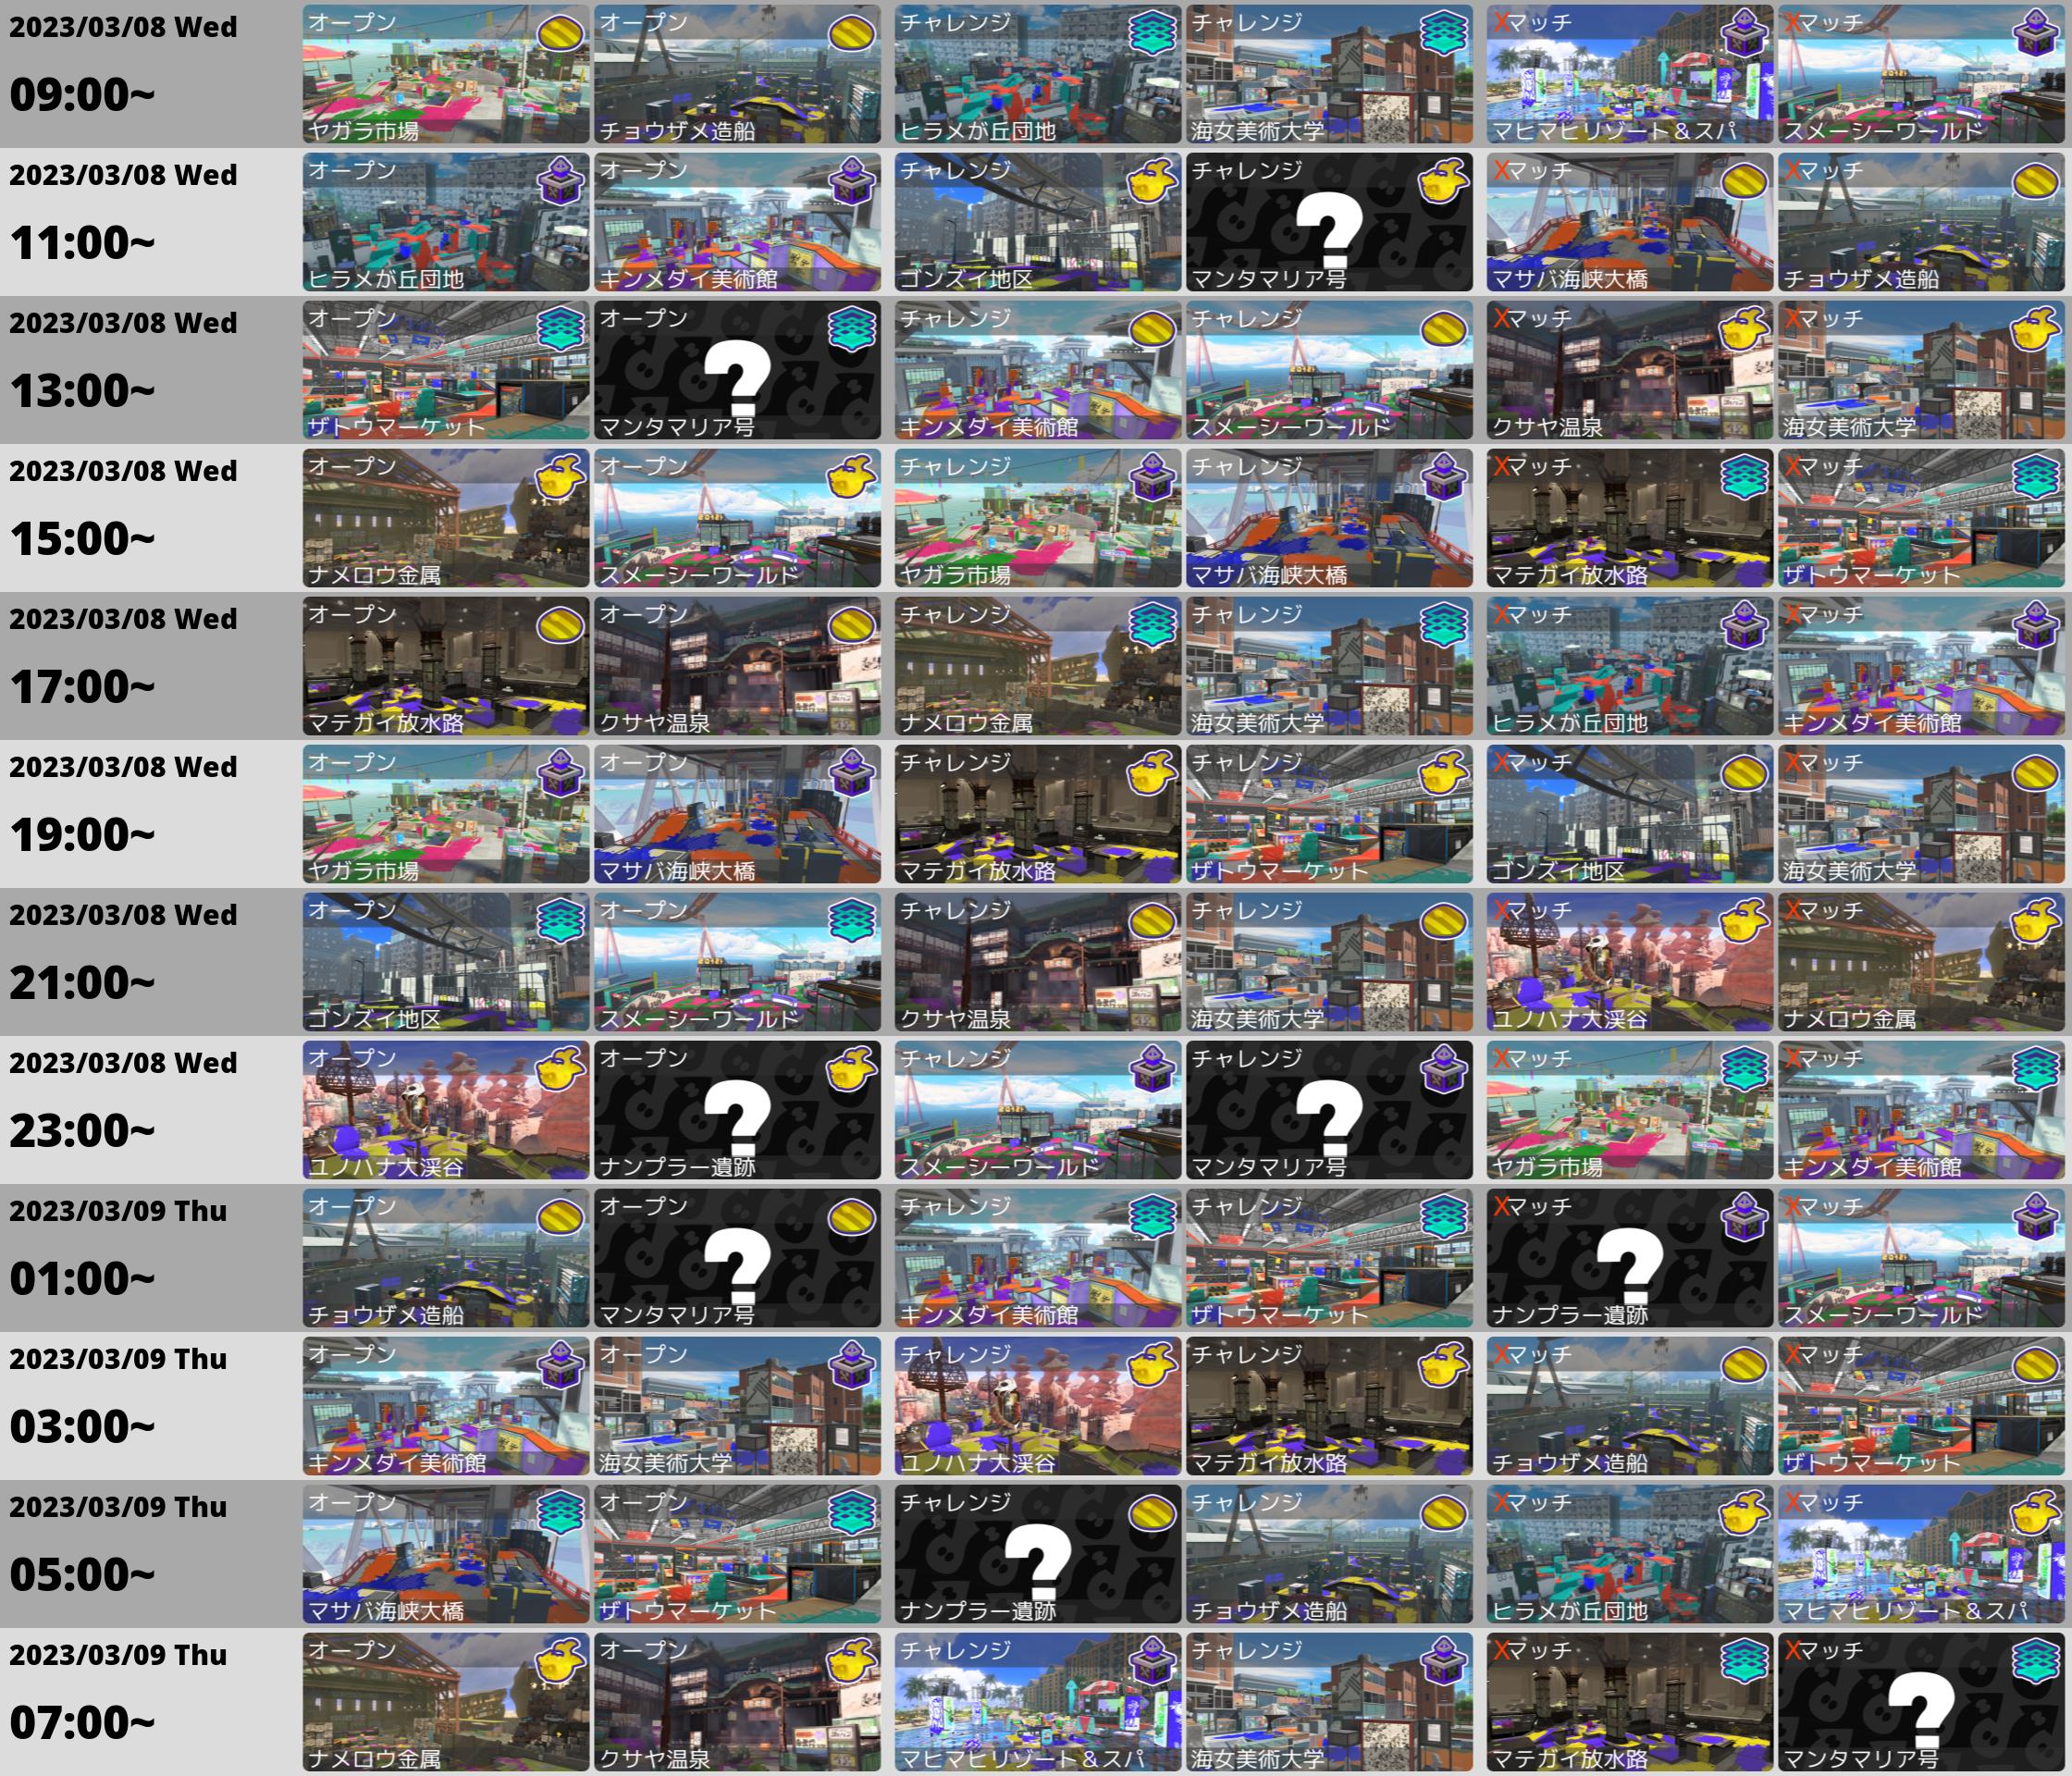 2023/03/08 Wed
09:00~
オープン オープン チャレンジ チャレンジ Xマッチ Xマッチ
ヤガラ市場 チョウザメ造船 ヒラメが丘団地 海女美術大学 マヒマヒリゾート＆スパ スメーシーワールド
2023/03/08 Wed
11:00~
オープン オープン チャレンジ チャレンジ Xマッチ Xマッチ
?
ヒラメが丘団地 キンメダイ美術館 ゴンズイ地区 マンタマリア号 マサバ海峡大橋 チョウザメ造船
2023/03/08 Wed
13:00~
オープン オープン チャレンジ チャレンジ Xマッチ Xマッチ
?
ザトウマーケット マンタマリア号 キンメダイ美術館 スメーシーワールド クサヤ温泉 海女美術大学
2023/03/08 Wed
15:00~
オープン オープン チャレンジ チャレンジ Xマッチ Xマッチ
ナメロウ金属 スメーシーワールド ヤガラ市場 マサバ海峡大橋 マテガイ放水路 ザトウマーケット
2023/03/08 Wed
17:00~
オープン オープン チャレンジ チャレンジ Xマッチ Xマッチ
マテガイ放水路 クサヤ温泉 ナメロウ金属 海女美術大学 ヒラメが丘団地 キンメダイ美術館
2023/03/08 Wed
19:00~
オープン オープン チャレンジ チャレンジ Xマッチ Xマッチ
ヤガラ市場 マサバ海峡大橋 マテガイ放水路 ザトウマーケット ゴンズイ地区 海女美術大学
2023/03/08 Wed
21:00~
オープン オープン チャレンジ チャレンジ Xマッチ Xマッチ
ゴンズイ地区 スメーシーワールド クサヤ温泉 海女美術大学 ユノハナ大渓谷 ナメロウ金属
2023/03/08 Wed
23:00~
オープン オープン チャレンジ チャレンジ Xマッチ Xマッチ
? ?
ユノハナ大渓谷 ナンプラー遺跡 スメーシーワールド マンタマリア号 ヤガラ市場 キンメダイ美術館
2023/03/09 Thu
01:00~
オープン オープン チャレンジ チャレンジ Xマッチ Xマッチ
? ?
チョウザメ造船 マンタマリア号 キンメダイ美術館 ザトウマーケット ナンプラー遺跡 スメーシーワールド
2023/03/09 Thu
03:00~
オープン オープン チャレンジ チャレンジ Xマッチ Xマッチ
キンメダイ美術館 海女美術大学 ユノハナ大渓谷 マテガイ放水路 チョウザメ造船 ザトウマーケット
2023/03/09 Thu
05:00~
オープン オープン チャレンジ チャレンジ Xマッチ Xマッチ
?
マサバ海峡大橋 ザトウマーケット ナンプラー遺跡 チョウザメ造船 ヒラメが丘団地 マヒマヒリゾート＆スパ
2023/03/09 Thu
07:00~
オープン オープン チャレンジ チャレンジ Xマッチ Xマッチ
?
ナメロウ金属 クサヤ温泉 マヒマヒリゾート＆スパ 海女美術大学 マテガイ放水路 マンタマリア号